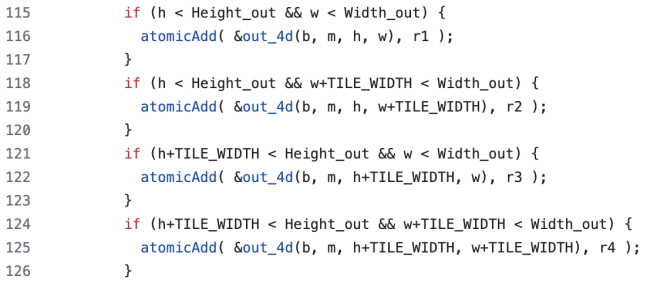 115 if (h < Height_out && w < Width_out) {
116 atomicAdd( &out_4d(b, m, h, w), r1 );
117 }
118 if (h < Height_out && w+TILE_WIDTH < Width_out) {
119 atomicAdd( &out_4d(b, m, h, w+TILE_WIDTH), r2 );
120 }
121 if (h+TILE_WIDTH < Height_out && w < Width_out) {
122 atomicAdd( &out_4d(b, m, h+TILE_WIDTH, w), r3 );
123 }
124 if (h+TILE_WIDTH < Height_out && w+TILE_WIDTH < Width_out) {
125 atomicAdd( &out_4d(b, m, h+TILE_WIDTH, w+TILE_WIDTH), r4 );
126 }